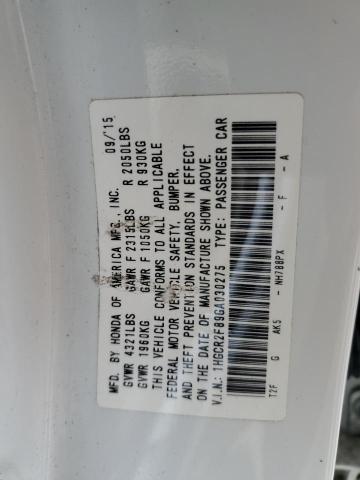 MFD. BY HONDA OF AMERICA MFG., INC. 09/'15
GVWR 4321LBS GAWR F 2315LBS R 2050LBS
GVWR 1960KG GAWR F 1050KG R 930KG
THIS VEHICLE CONFORMS TO ALL APPLICABLE
FEDERAL MOTOR VEHICLE SAFETY, BUMPER,
AND THEFT PREVENTION STANDARDS IN EFFECT
ON THE DATE OF MANUFACTURE SHOWN ABOVE.
V.I.N.: 1HGCR2F89GA030275 TYPE: PASSENGER CAR
T2F G AK5 - NH788PX - F - A